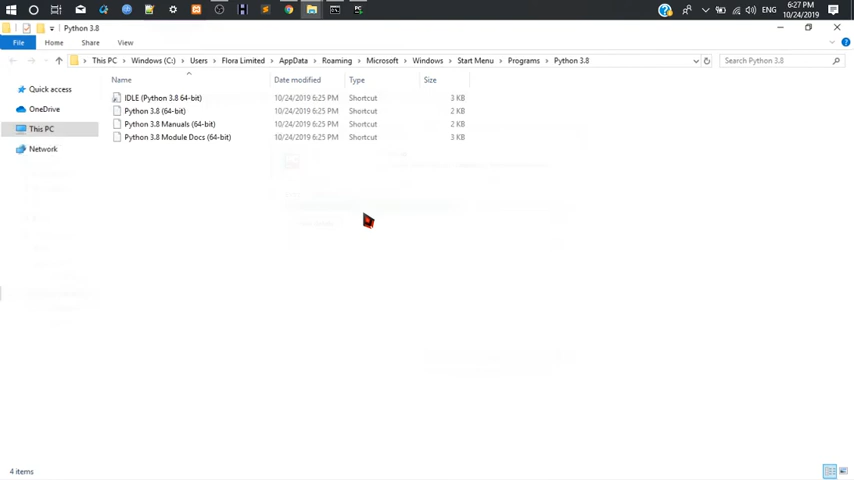 6:27 PM
ENG
10/24/2019
Python 3.8
File Home Share View
This PC Windows (C:) Users Flora Limited AppData Roaming Microsoft Windows Start Menu Programs Python 3.8
Search Python 3.8
Name Date modified Type Size
Quick access
OneDrive
This PC
Network
IDLE (Python 3.8 64-bit) 10/24/2019 6:25 PM Shortcut 3 KB
Python 3.8 (64-bit) 10/24/2019 6:25 PM Shortcut 2 KB
Python 3.8 Manuals (64-bit) 10/24/2019 6:25 PM Shortcut 2 KB
Python 3.8 Module Docs (64-bit) 10/24/2019 6:25 PM Shortcut 3 KB
4 items